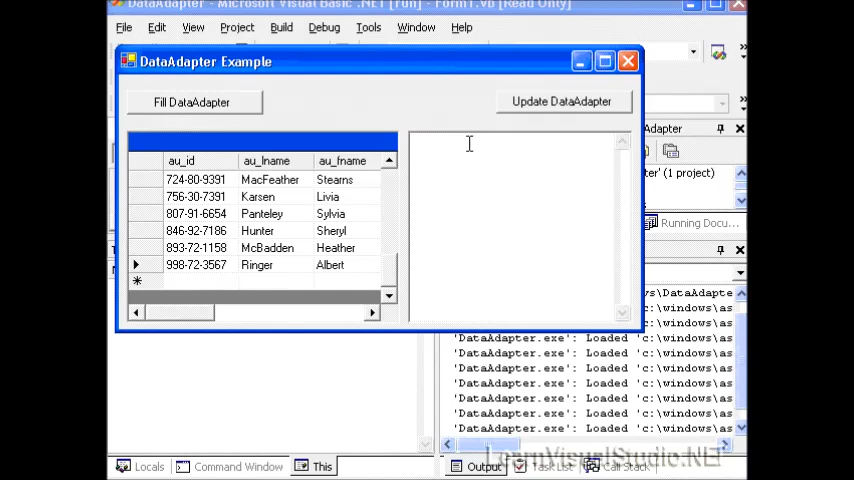 DataAdapter - Microsoft Visual Basic .NET [run] - Form1.vb [Read Only]
File Edit View Project Build Debug Tools Window Help
DataAdapter Example
Fill DataAdapter
Update DataAdapter
au_id au_lname au_fname
724-80-9391 MacFeather Stearns
756-30-7391 Karsen Livia
807-91-6654 Panteley Sylvia
846-92-7186 Hunter Sheryl
893-72-1158 McBadden Heather
998-72-3567 Ringer Albert
Adapter
(1 project)
Running Docu...
\DataAdapte
Loaded 'c:\windows\as
Loaded 'c:\windows\as
'DataAdapter.exe': Loaded 'c:\windows\as
'DataAdapter.exe': Loaded 'c:\windows\as
'DataAdapter.exe': Loaded 'c:\windows\as
'DataAdapter.exe': Loaded 'c:\windows\as
'DataAdapter.exe': Loaded 'c:\windows\as
'DataAdapter.exe': Loaded 'c:\windows\as
'DataAdapter.exe': Loaded 'c:\windows\as
LearnVisualStudio.NET
Locals Command Window This
Output Task List Call Stack